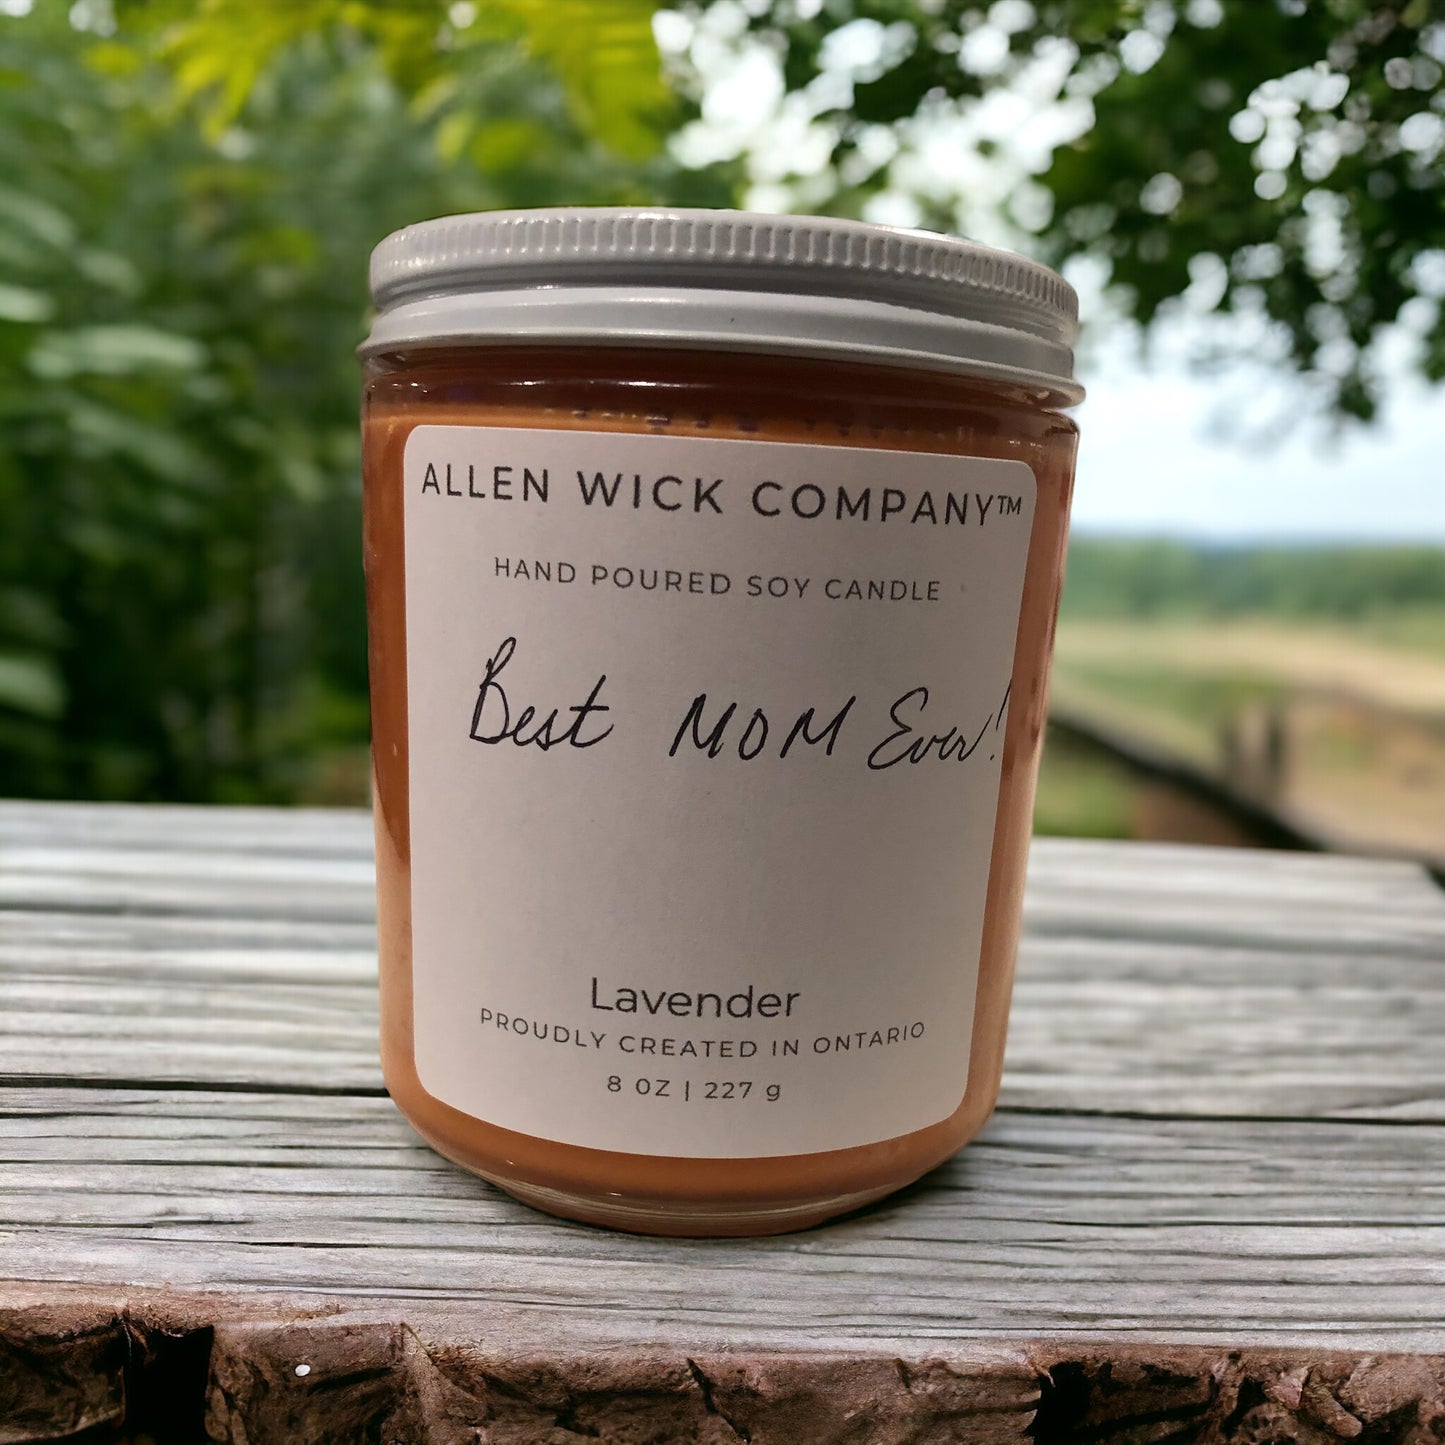 ALLEN WICK COMPANY™
HAND POURED SOY CANDLE
Best MOM Ever!
Lavender
PROUDLY CREATED IN ONTARIO
8 OZ | 227 g